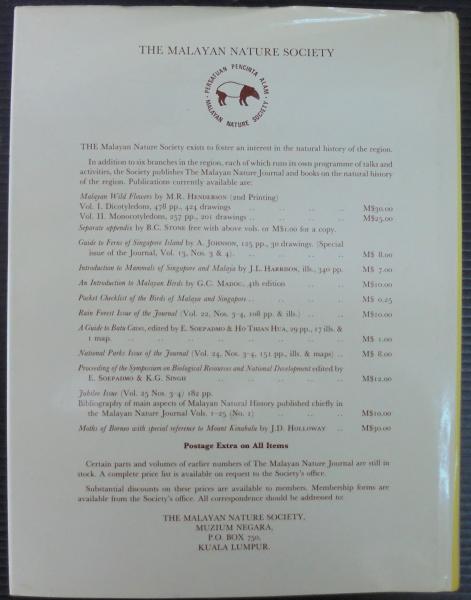 THE MALAYAN NATURE SOCIETY
PERSATUAN PENCINTA ALAM
MALAYAN NATURE SOCIETY
THE Malayan Nature Society exists to foster an interest in the natural history of the region.
In addition to six branches in the region, each of which runs its own programme of talks and
activities, the Society publishes The Malayan Nature Journal and books on the natural history
of the region. Publications currently available are:
Malayan Wild Flowers by M.R. HENDERSON (2nd Printing)
Vol. I. Dicotyledons, 478 pp., 424 drawings .. .. .. .. M$30.00
Vol. II. Monocotyledons, 257 pp., 201 drawings .. .. .. .. M$25.00
Separate appendix by B.C. STONE free with above vols. or M$1.00 for a copy.
Guide to Ferns of Singapore Island by A. JOHNSON, 125 pp., 30 drawings. (Special
issue of the Journal, Vol. 13, Nos. 3 & 4). .. .. .. .. M$ 8.00
Introduction to Mammals of Singapore and Malaya by J.L. HARRISON, ills., 340 pp. M$ 7.00
An Introduction to Malayan Birds by G.C. MADOC, 4th edition .. .. M$10.00
Pocket Checklist of the Birds of Malaya and Singapore .. .. .. .. M$ 0.25
Rain Forest Issue of the Journal (Vol. 22, Nos. 3-4, 108 pp. & ills.) .. .. M$10.00
A Guide to Batu Caves, edited by E. SOEPADMO & HO THIAN HUA, 29 pp., 17 ills. &
1 map. .. .. .. .. .. .. .. M$ 1.00
National Parks Issue of the Journal (Vol. 24, Nos. 3-4, 151 pp., ills. & maps) .. M$ 8.00
Proceeding of the Symposium on Biological Resources and National Development edited by
E. SOEPADMO & K.G. SINGH .. .. .. .. .. M$12.00
Jubilee Issue (Vol. 25 Nos. 3-4) 182 pp.
Bibliography of main aspects of Malayan Natural History published chiefly in
the Malayan Nature Journal Vols. 1-25 (No. 1) .. .. .. M$10.00
Moths of Borneo with special reference to Mount Kinabalu by J.D. HOLLOWAY .. M$30.00
Postage Extra on All Items
Certain parts and volumes of earlier numbers of The Malayan Nature Journal are still in
stock. A complete price list is available on request to the Society's office.
Substantial discounts on these prices are available to members. Membership forms are
available from the Society's office. All correspondence should be addressed to:
THE MALAYAN NATURE SOCIETY,
MUZIUM NEGARA,
P.O. BOX 750,
KUALA LUMPUR.